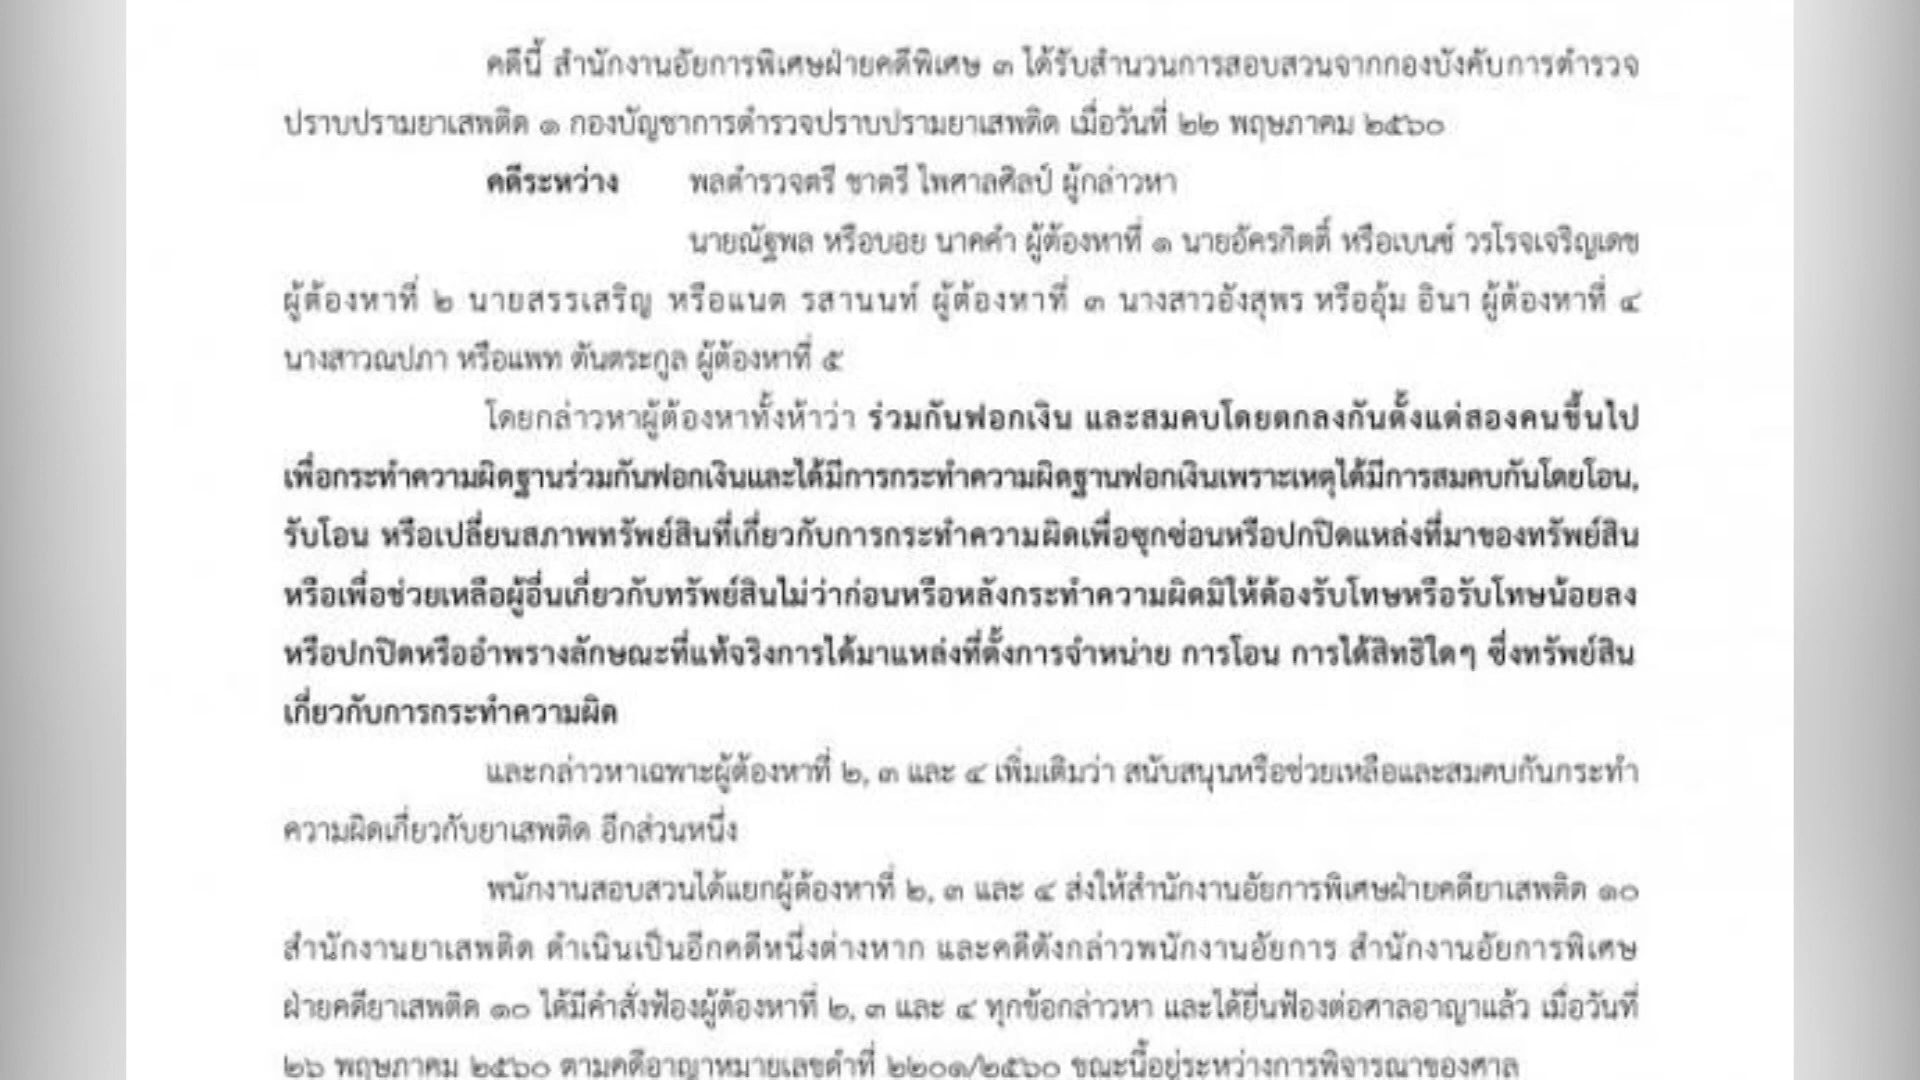 คดีนี้ สำนักงานอัยการพิเศษฝ่ายคดีพิเศษ ๓ ได้รับสำนวนการสอบสวนจากกองบังคับการตำรวจ
ปราบปรามยาเสพติด ๑ กองบัญชาการตำรวจปราบปรามยาเสพติด เมื่อวันที่ ๒๒ พฤษภาคม ๒๕๖๐
คดีระหว่าง พลตำรวจตรี ชาตรี ไพศาลศิลป์ ผู้กล่าวหา
นายณัฐพล หรือบอย นาคคำ ผู้ต้องหาที่ ๑ นายอัครกิตติ์ หรือเบนซ์ วรโรจเจริญเดช
ผู้ต้องหาที่ ๒ นายสรรเสริญ หรือแนต รสานนท์ ผู้ต้องหาที่ ๓ นางสาวอังสุพร หรืออุ้ม อินา ผู้ต้องหาที่ ๔
นางสาวณปภา หรือแพท ตันตระกูล ผู้ต้องหาที่ ๕
โดยกล่าวหาผู้ต้องหาทั้งห้าว่า ร่วมกันฟอกเงิน และสมคบโดยตกลงกันตั้งแต่สองคนขึ้นไป
เพื่อกระทำความผิดฐานร่วมกันฟอกเงินและได้มีการกระทำความผิดฐานฟอกเงินเพราะเหตุได้มีการสมคบกันโดยโอน,
รับโอน หรือเปลี่ยนสภาพทรัพย์สินที่เกี่ยวกับการกระทำความผิดเพื่อซุกซ่อนหรือปกปิดแหล่งที่มาของทรัพย์สิน
หรือเพื่อช่วยเหลือผู้อื่นเกี่ยวกับทรัพย์สินไม่ว่าก่อนหรือหลังกระทำความผิดมิให้ต้องรับโทษหรือรับโทษน้อยลง
หรือปกปิดหรืออำพรางลักษณะที่แท้จริงการได้มาแหล่งที่ตั้งการจำหน่าย การโอน การได้สิทธิใดๆ ซึ่งทรัพย์สิน
เกี่ยวกับการกระทำความผิด
และกล่าวหาเฉพาะผู้ต้องหาที่ ๒, ๓ และ ๔ เพิ่มเติมว่า สนับสนุนหรือช่วยเหลือและสมคบกันกระทำ
ความผิดเกี่ยวกับยาเสพติด อีกส่วนหนึ่ง
พนักงานสอบสวนได้แยกผู้ต้องหาที่ ๒, ๓ และ ๔ ส่งให้สำนักงานอัยการพิเศษฝ่ายคดียาเสพติด ๑๐
สำนักงานยาเสพติด ดำเนินเป็นอีกคดีหนึ่งต่างหาก และคดีดังกล่าวพนักงานอัยการ สำนักงานอัยการพิเศษ
ฝ่ายคดียาเสพติด ๑๐ ได้มีคำสั่งฟ้องผู้ต้องหาที่ ๒, ๓ และ ๔ ทุกข้อกล่าวหา และได้ยื่นฟ้องต่อศาลอาญาแล้ว เมื่อวันที่
๒๖ พฤษภาคม ๒๕๖๐ ตามคดีอาญาหมายเลขดำที่ ๒๒๐๑/๒๕๖๐ ขณะนี้อยู่ระหว่างการพิจารณาของศาล